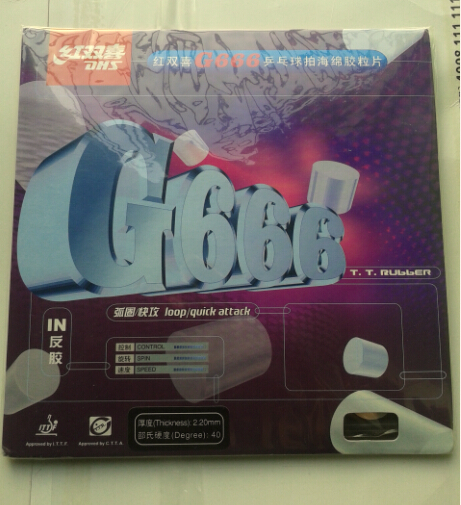 红双喜
DHS
红双喜 G666 乒乓球拍海绵胶粒片
G666
T. T. RUBBER
弧圈/快攻 loop/quick attack
IN
反胶
控制 CONTROL
旋转 SPIN
速度 SPEED
厚度(Thickness): 2.20mm
邵氏硬度(Degree): 40
ITTF
Approved by I.T.T.F.
Approved by C.T.T.A.